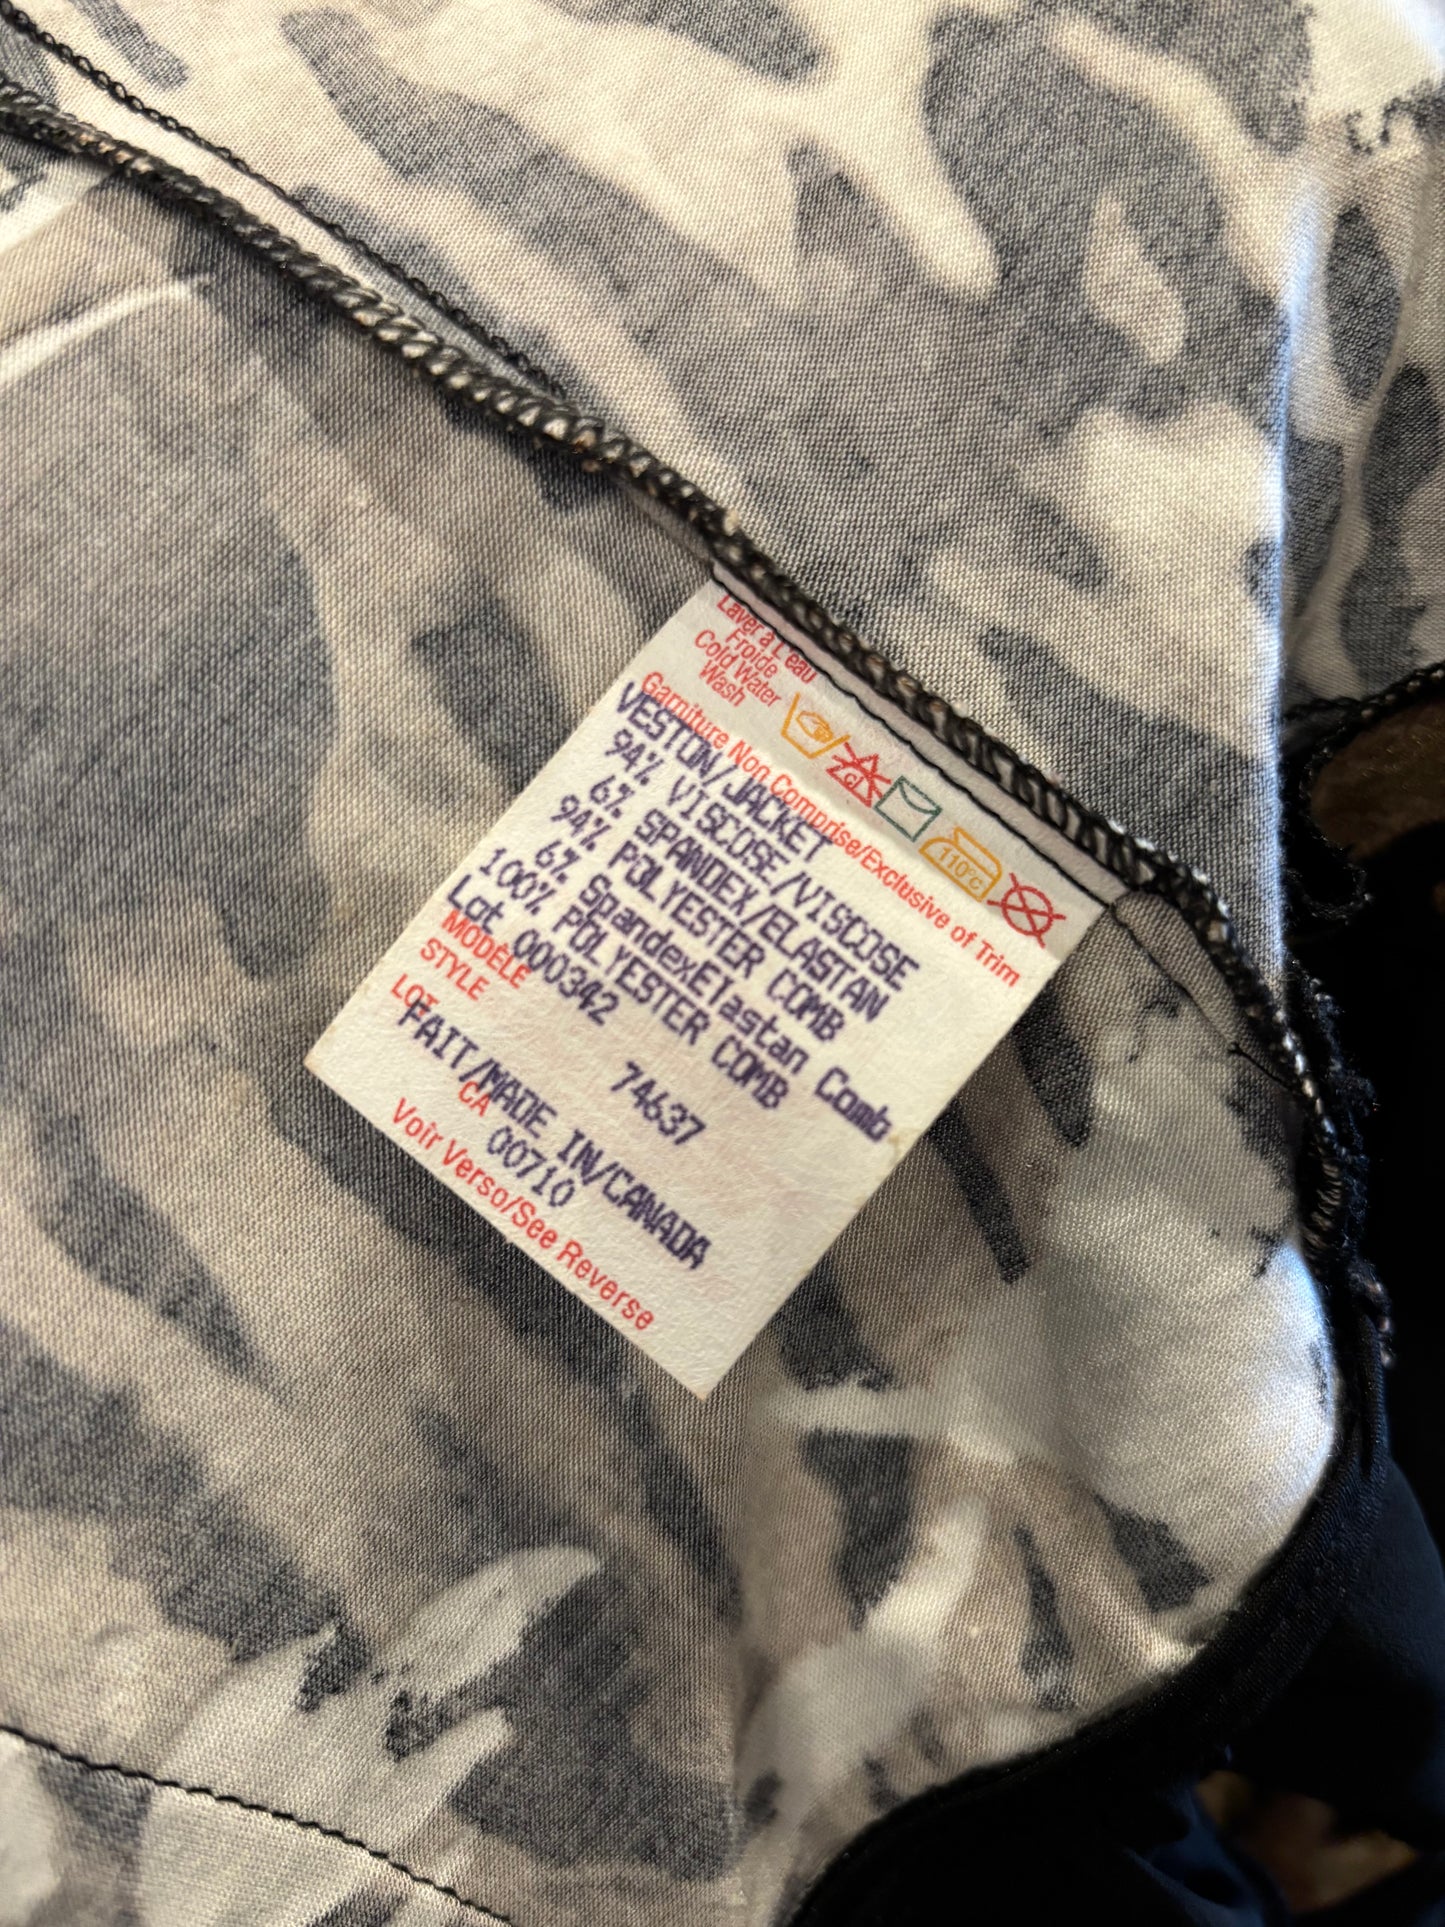 Laver à L'eau
Froide
Cold Water
Wash
cl
110°c
Garniture Non Comprise/Exclusive of Trim
VESTON/JACKET
94% VISCOSE/VISCOSE
6% SPANDEX/ELASTAN
94% POLYESTER COMB
6% SpandexElastan Comb
100% POLYESTER COMB
Lot 000342
MODÈLE
STYLE
74637
LOT
FAIT/MADE IN/CANADA
CA
00710
Voir Verso/See Reverse